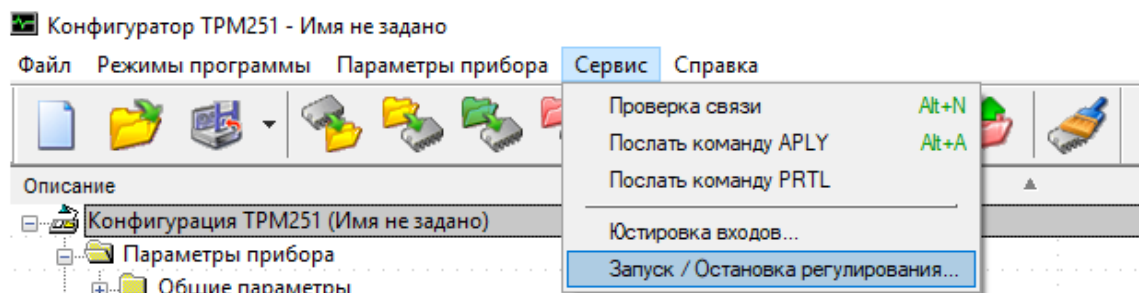 Конфигуратор ТРМ251 - Имя не задано
Файл Режимы программы Параметры прибора Сервис Справка
Проверка связи Alt+N
Послать команду APLY Alt+A
Послать команду PRTL
Юстировка входов...
Запуск / Остановка регулирования...
Описание
Конфигурация ТРМ251 (Имя не задано)
Параметры прибора
Общие параметры